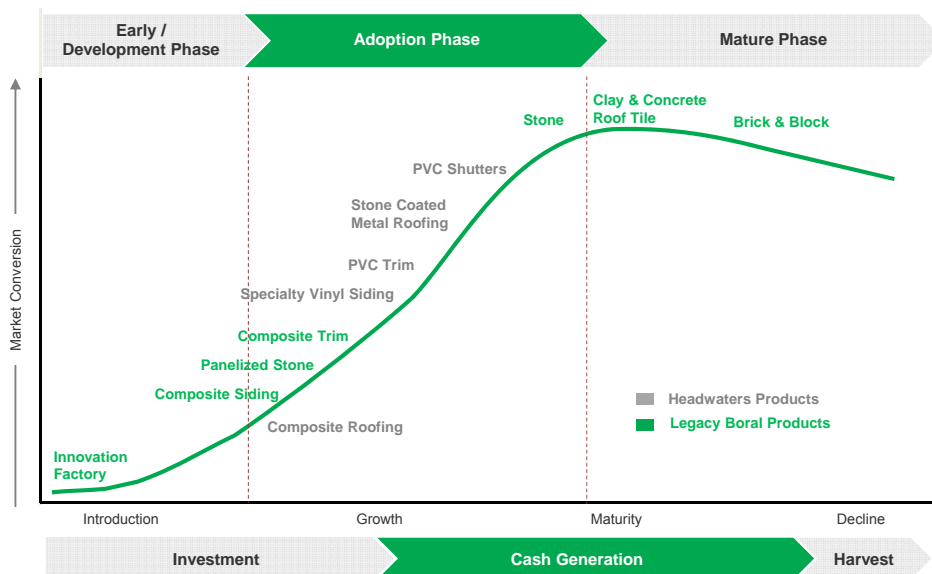 Early /
Development Phase
Adoption Phase
Mature Phase
Market Conversion
Stone
Clay & Concrete
Roof Tile
Brick & Block
PVC Shutters
Stone Coated
Metal Roofing
PVC Trim
Specialty Vinyl Siding
Composite Trim
Panelized Stone
Composite Siding
Composite Roofing
Innovation
Factory
Headwaters Products
Legacy Boral Products
Introduction
Growth
Maturity
Decline
Investment
Cash Generation
Harvest